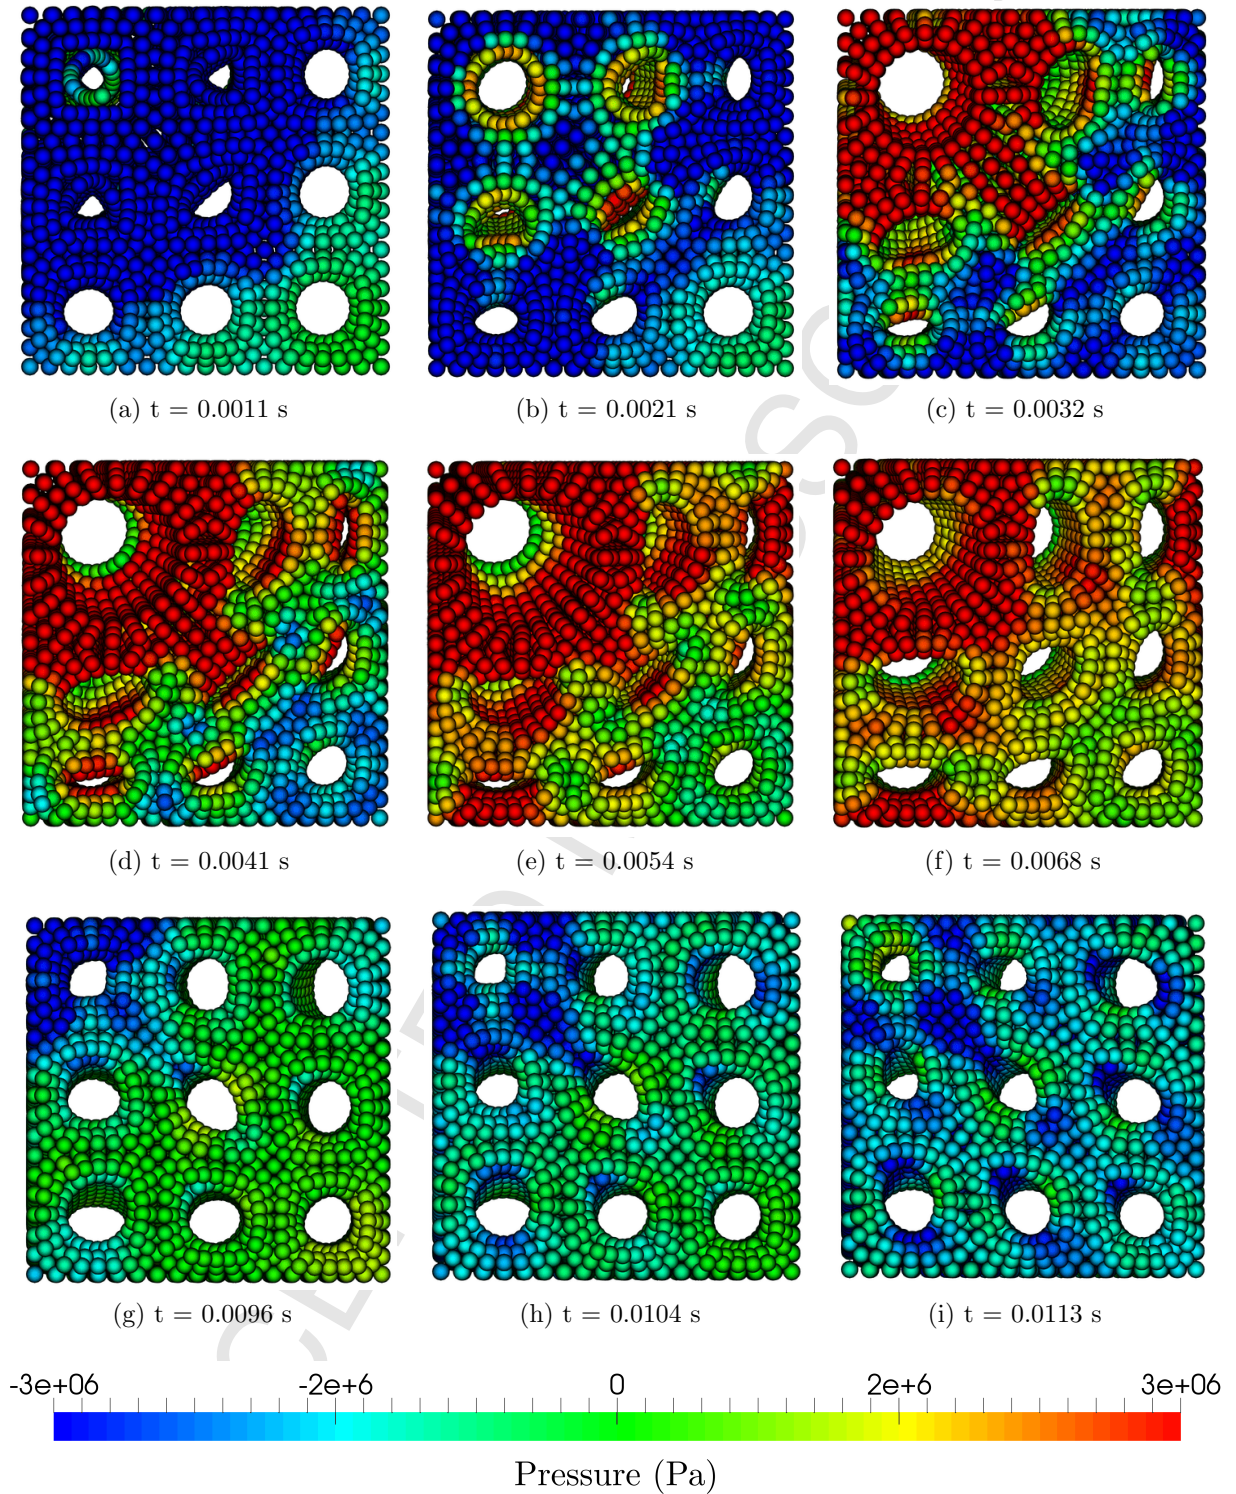 (a) t = 0.0011 s
(b) t = 0.0021 s
(c) t = 0.0032 s
(d) t = 0.0041 s
(e) t = 0.0054 s
(f) t = 0.0068 s
(g) t = 0.0096 s
(h) t = 0.0104 s
(i) t = 0.0113 s
-3e+06 -2e+6 0 2e+6 3e+06
Pressure (Pa)